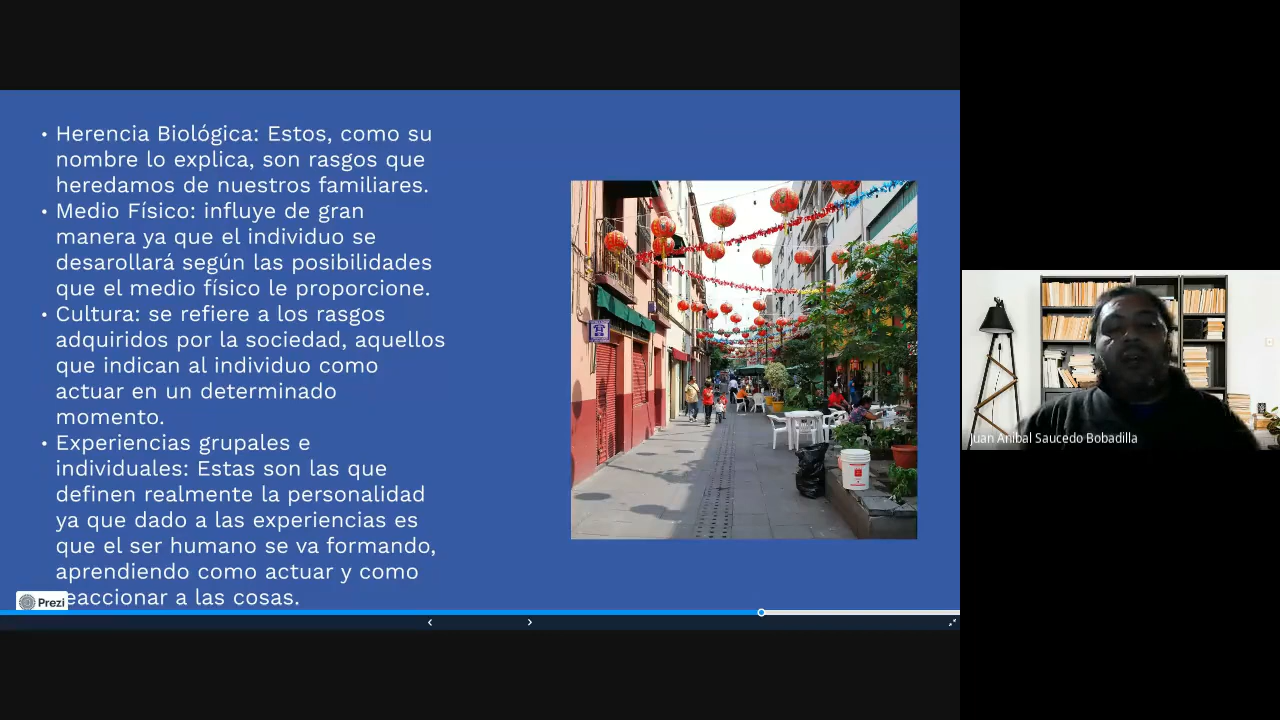 • Herencia Biológica: Estos, como su
nombre lo explica, son rasgos que
heredamos de nuestros familiares.
• Medio Físico: influye de gran
manera ya que el individuo se
desarollará según las posibilidades
que el medio físico le proporcione.
• Cultura: se refiere a los rasgos
adquiridos por la sociedad, aquellos
que indican al individuo como
actuar en un determinado
momento.
• Experiencias grupales e
individuales: Estas son las que
definen realmente la personalidad
ya que dado a las experiencias es
que el ser humano se va formando,
aprendiendo como actuar y como
reaccionar a las cosas.
Prezi
Juan Anibal Saucedo Bobadilla